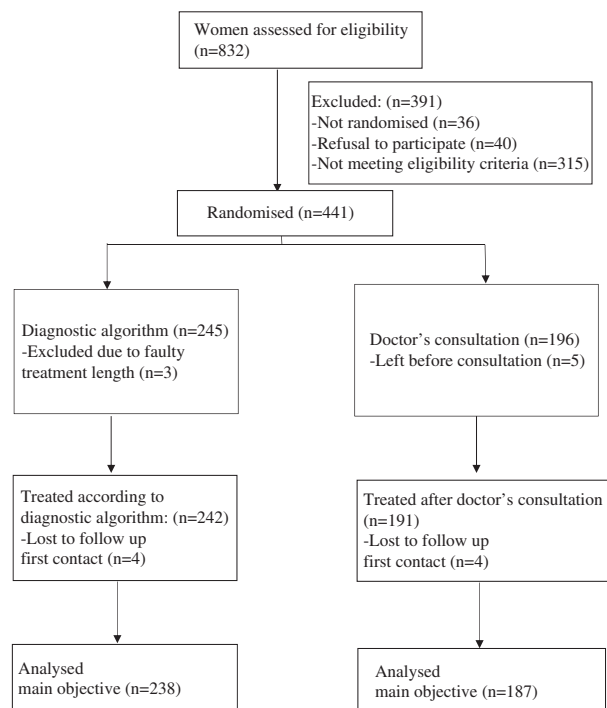 Women assessed for eligibility
(n=832)
Excluded: (n=391)
-Not randomised (n=36)
-Refusal to participate (n=40)
-Not meeting eligibility criteria (n=315)
Randomised (n=441)
Diagnostic algorithm (n=245)
-Excluded due to faulty
treatment length (n=3)
Doctor’s consultation (n=196)
-Left before consultation (n=5)
Treated according to
diagnostic algorithm: (n=242)
-Lost to follow up
first contact (n=4)
Treated after doctor’s consultation
(n=191)
-Lost to follow up
first contact (n=4)
Analysed
main objective (n=238)
Analysed
main objective (n=187)